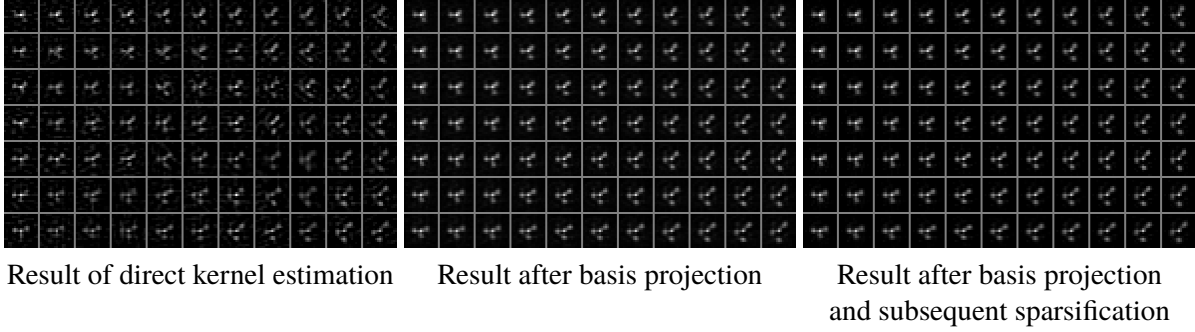 Result of direct kernel estimation
Result after basis projection
Result after basis projection
and subsequent sparsification